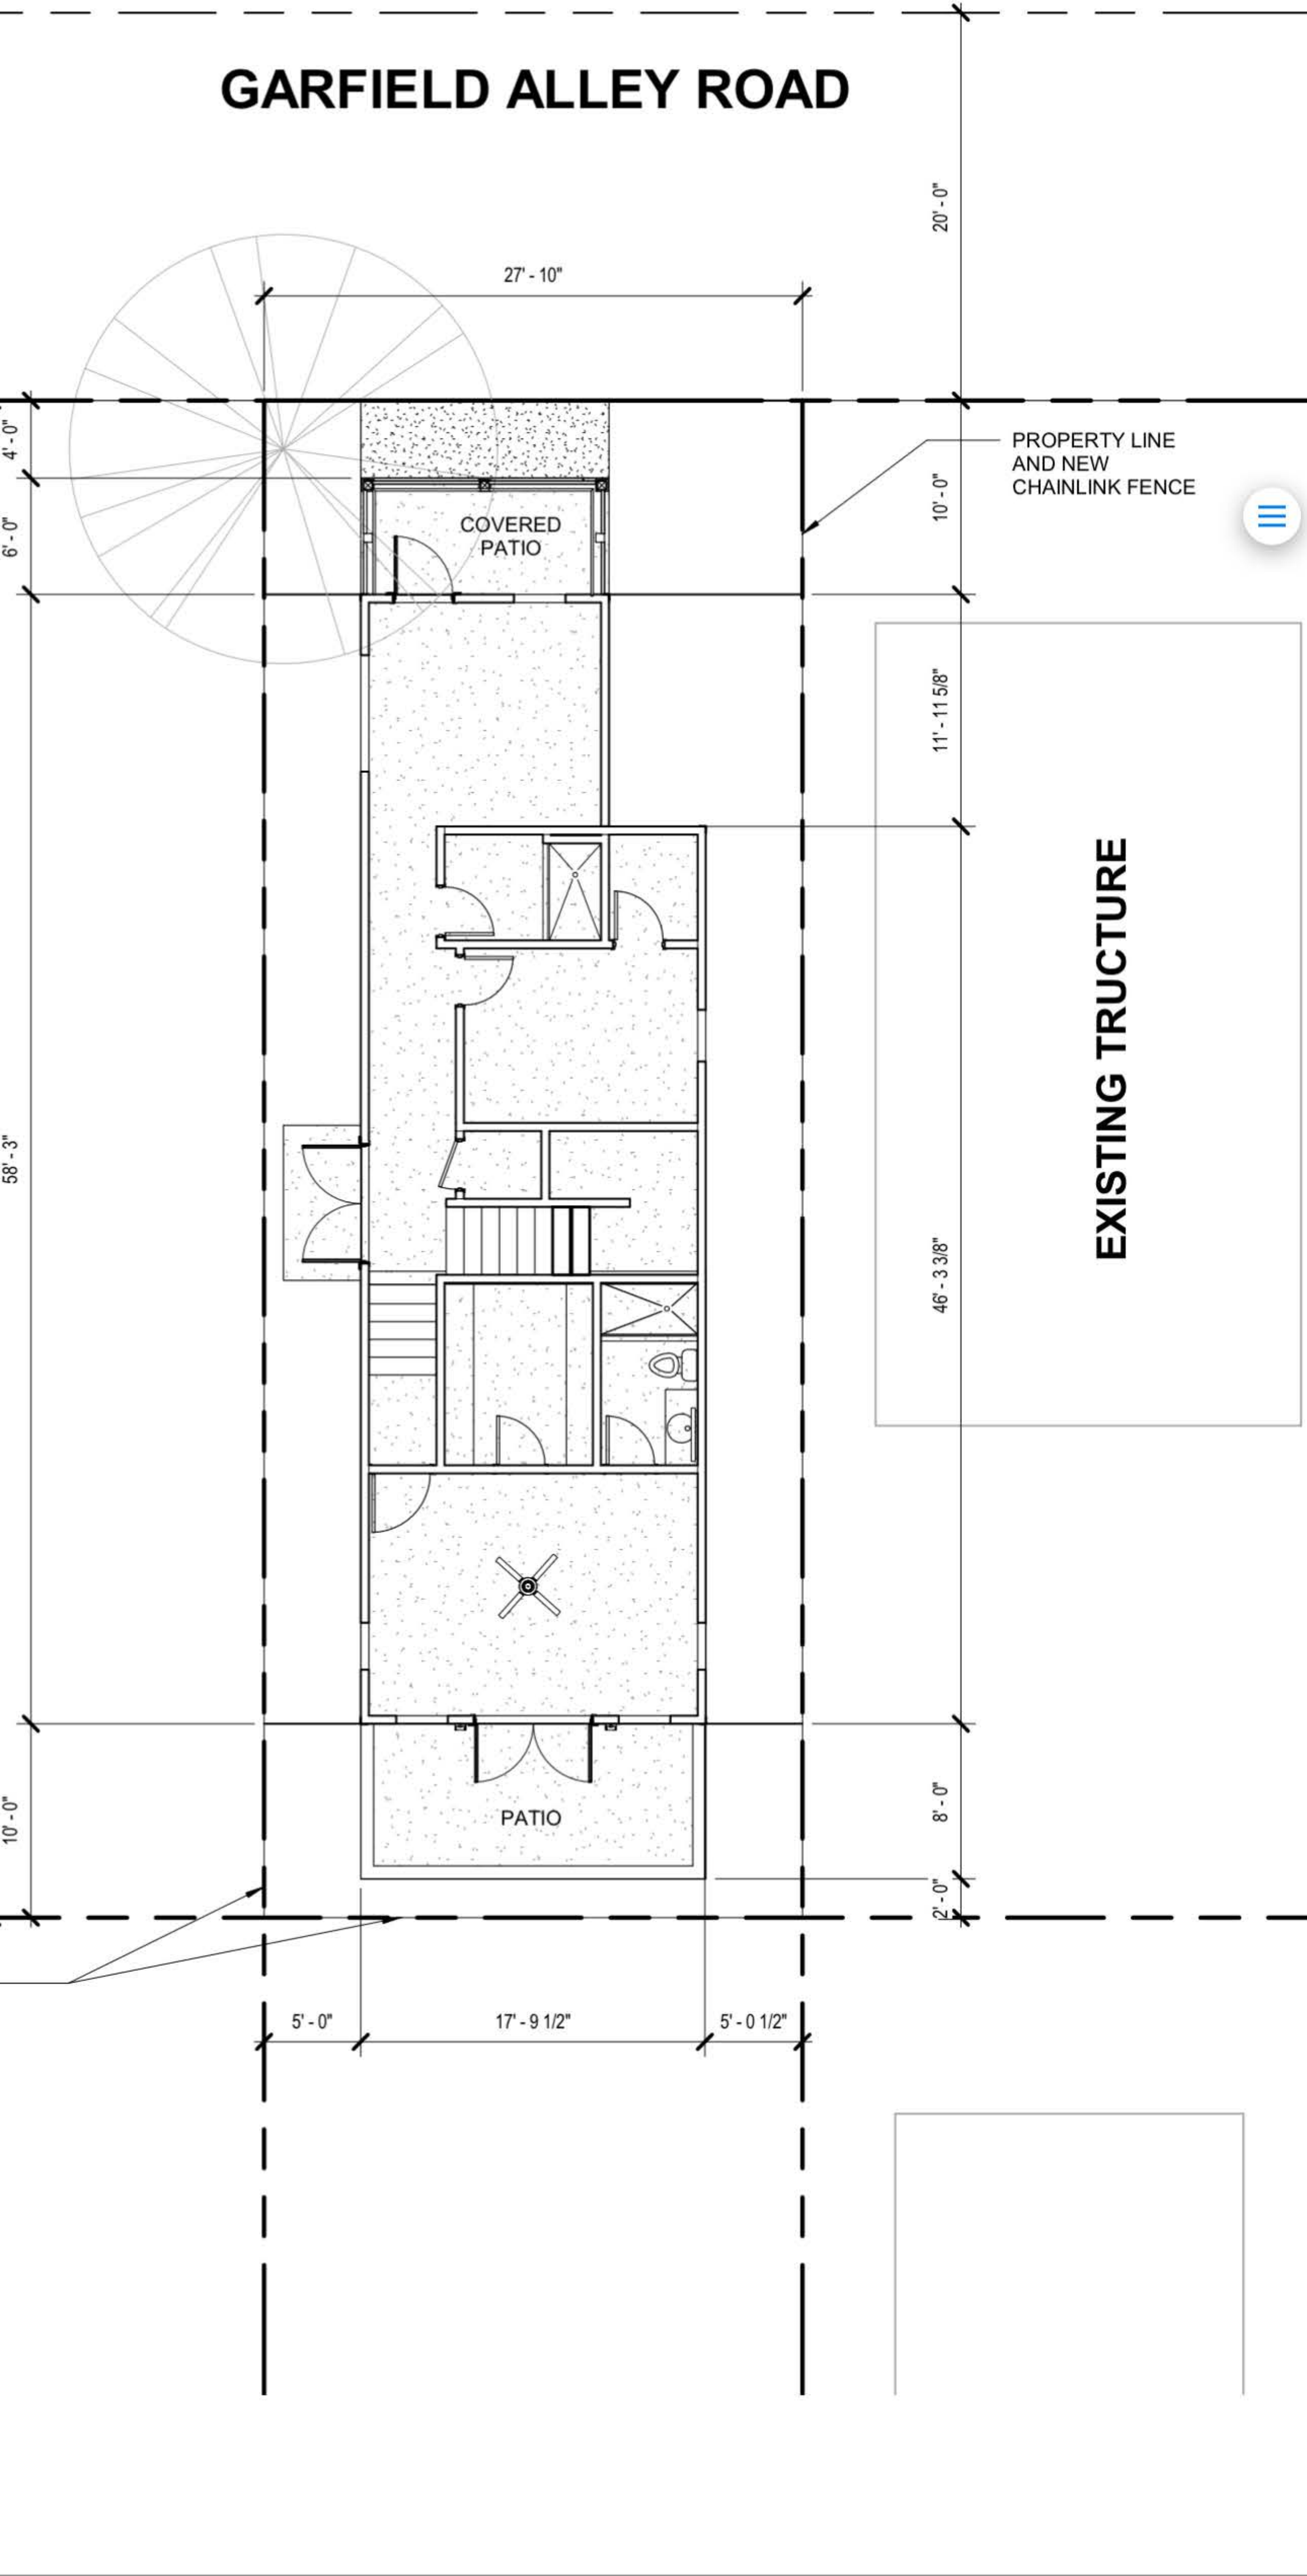 GARFIELD ALLEY ROAD
20' - 0"
27' - 10"
4' - 0"
6' - 0"
COVERED
PATIO
10' - 0"
PROPERTY LINE
AND NEW
CHAINLINK FENCE
11' - 11 5/8"
EXISTING TRUCTURE
58' - 3"
46' - 3 3/8"
10' - 0"
PATIO
8' - 0"
2' - 0"
5' - 0"
17' - 9 1/2"
5' - 0 1/2"